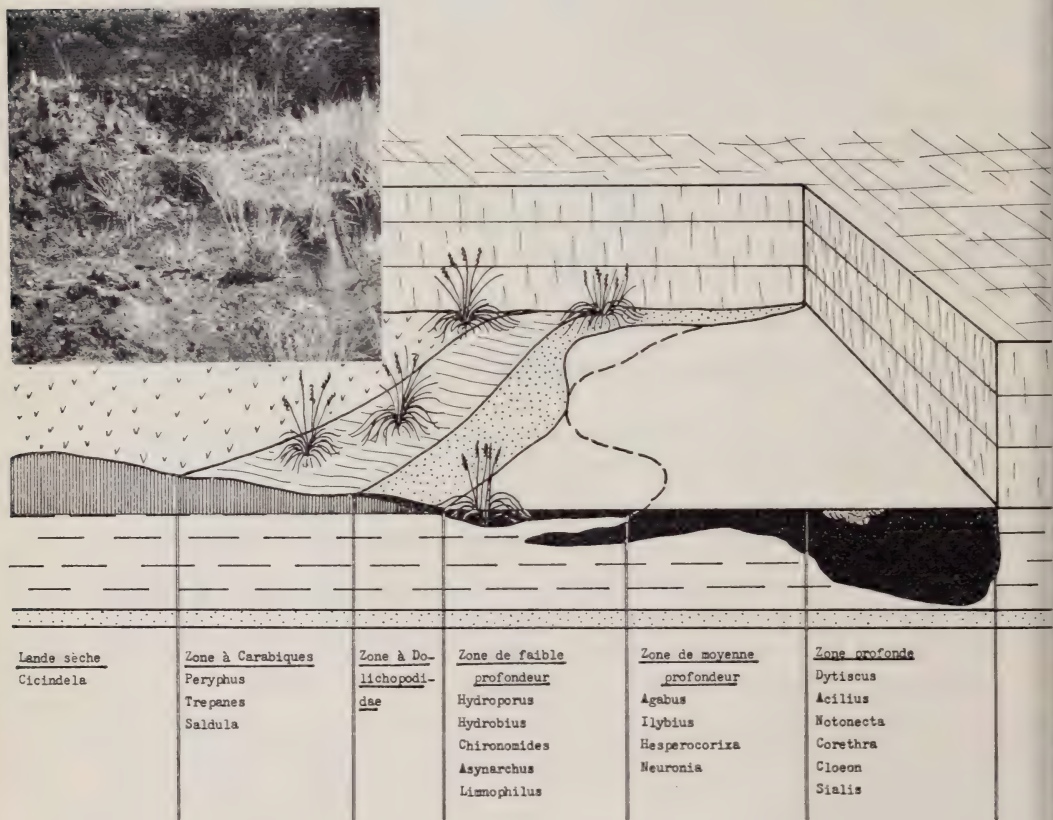 Lande sèche
Cicindela
Zone à Carabiques
Peryphus
Trepanes
Saldula
Zone à Do-
lichopodi-
dae
Zone de faible
profondeur
Hydroporus
Hydrobius
Chironomides
Asynarchus
Limnophilus
Zone de moyenne
profondeur
Agabus
Ilybius
Hesperocorixa
Neuronia
Zone profonde
Dytiscus
Acilius
Notonecta
Corethra
Cloeon
Sialis